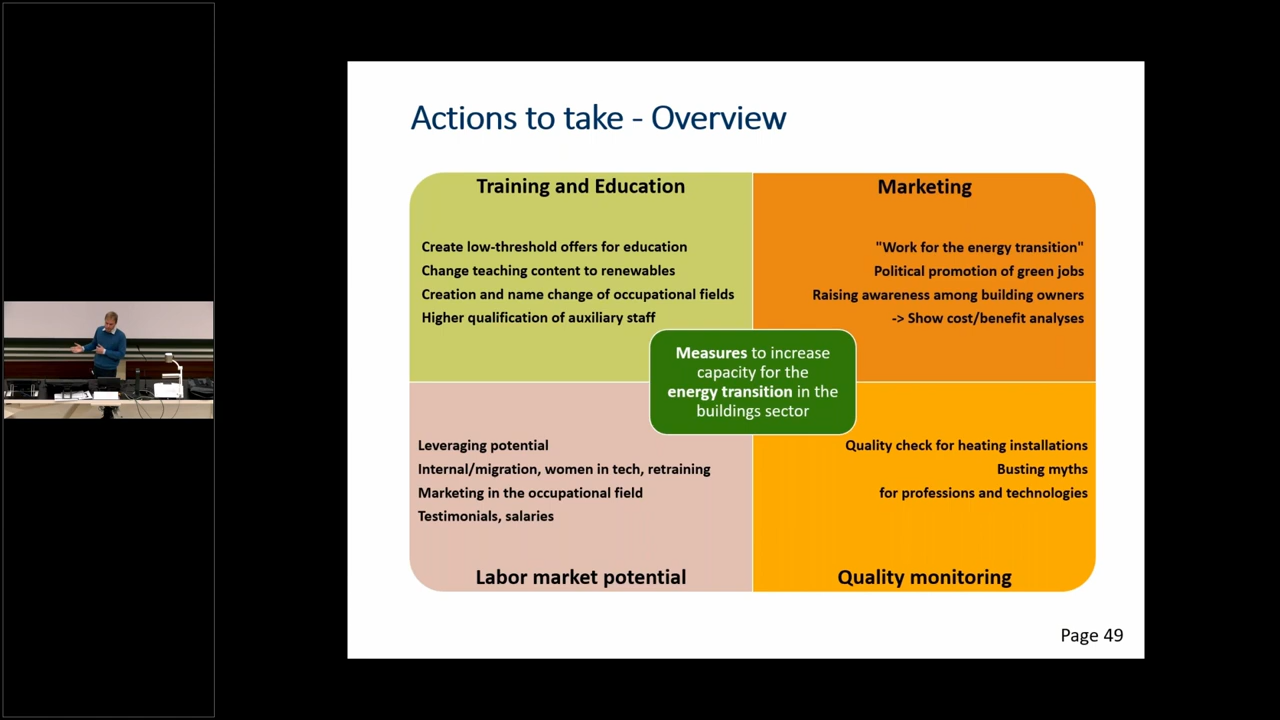 Actions to take - Overview
Training and Education
Create low-threshold offers for education
Change teaching content to renewables
Creation and name change of occupational fields
Higher qualification of auxiliary staff
Marketing
"Work for the energy transition"
Political promotion of green jobs
Raising awareness among building owners
-> Show cost/benefit analyses
Measures to increase
capacity for the
energy transition in the
buildings sector
Leveraging potential
Internal/migration, women in tech, retraining
Marketing in the occupational field
Testimonials, salaries
Labor market potential
Quality check for heating installations
Busting myths
for professions and technologies
Quality monitoring
Page 49